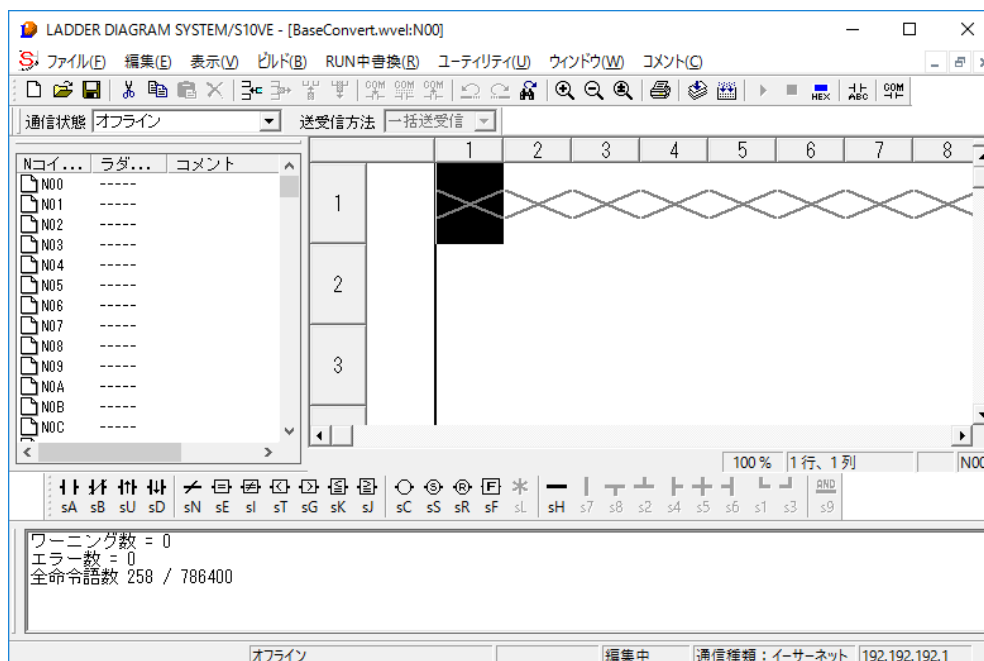 LADDER DIAGRAM SYSTEM/S10VE - [BaseConvert.wvel:N00]
ファイル(F) 編集(E) 表示(V) ビルド(B) RUN中書換(R) ユーティリティ(U) ウィンドウ(W) コメント(C)
COM COM COM HEX ABC COM
通信状態 オフライン 送受信方法 一括送受信
Nコイ... ラダ... コメント
1 2 3 4 5 6 7 8
N00 -----
N01 -----
N02 -----
N03 -----
N04 -----
N05 -----
N06 -----
N07 -----
N08 -----
N09 -----
N0A -----
N0B -----
N0C -----
1
2
3
100 % 1 行、1 列 N00
AND
sA sB sU sD sN sE sI sT sG sK sJ sC sS sR sF sL sH s7 s8 s2 s4 s5 s6 s1 s3 s9
ワーニング数 = 0
エラー数 = 0
全命令語数 258 / 786400
オフライン 編集中 通信種類：イーサーネット 192.192.192.1